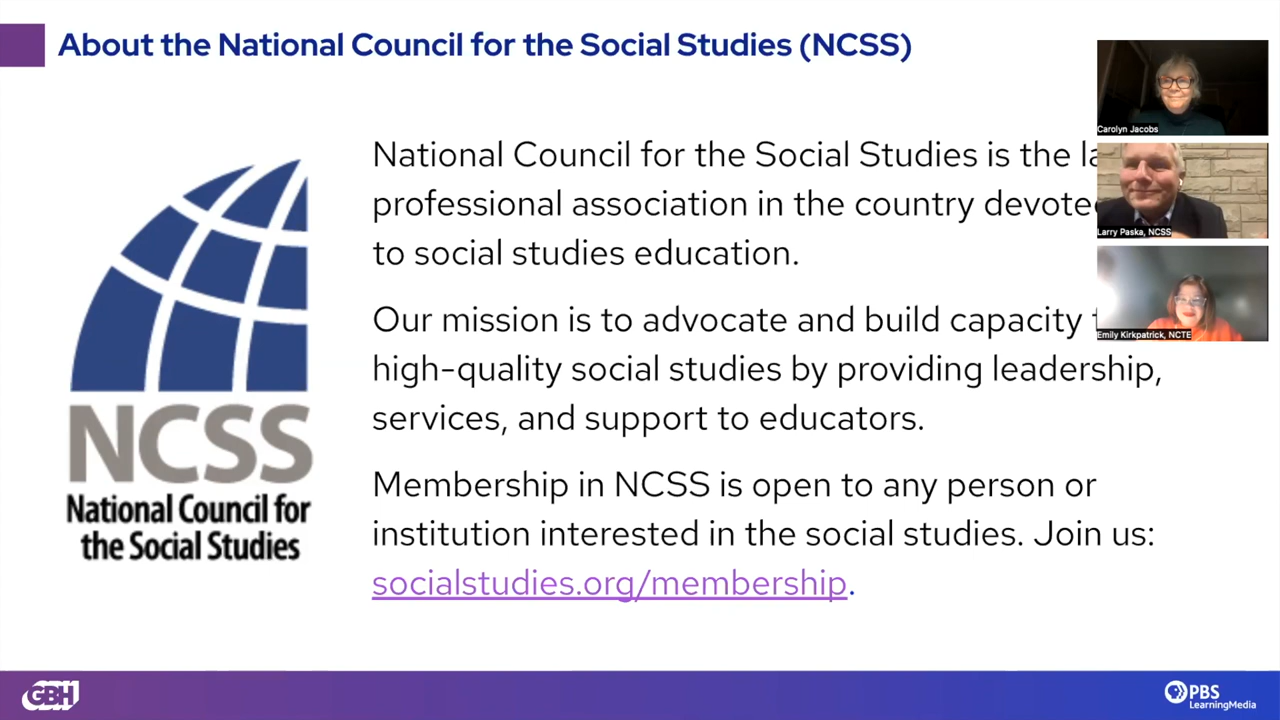 About the National Council for the Social Studies (NCSS)
National Council for the Social Studies is the
professional association in the country
to social studies education.
Our mission is to advocate and build capacity
high-quality social studies by providing leadership,
services, and support to educators.
Membership in NCSS is open to any person or
institution interested in the social studies. Join us:
socialstudies.org/membership.
NCSS
National Council for
the Social Studies
Carolyn Jacobs
Larry Paska, NCSS
Emily Kirkpatrick, NCTE
GBH
PBS
LearningMedia